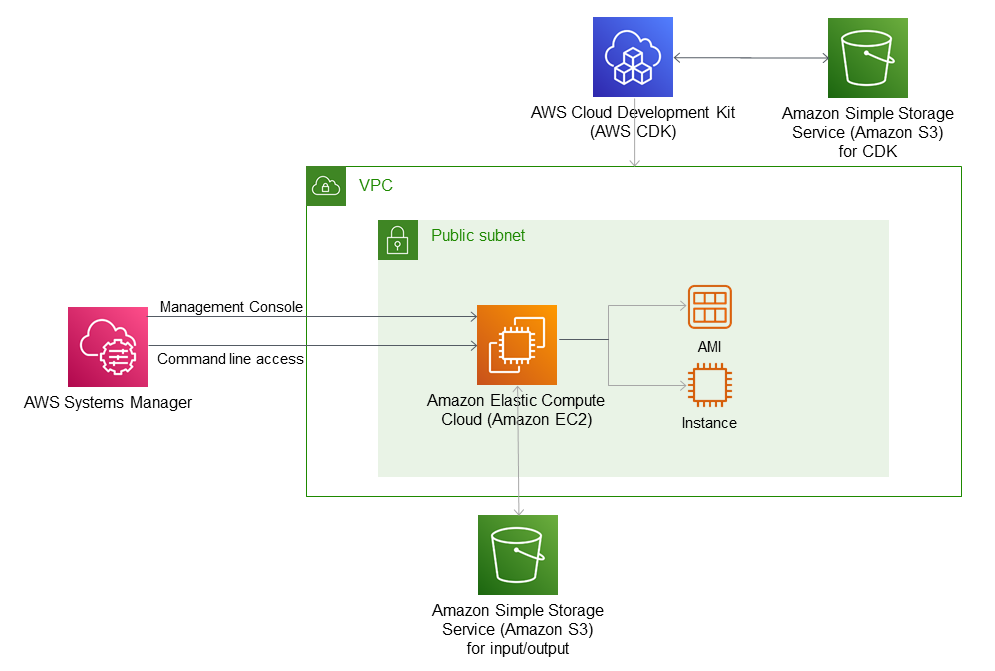 AWS Cloud Development Kit
(AWS CDK)
Amazon Simple Storage
Service (Amazon S3)
for CDK
VPC
Public subnet
Management Console
Command line access
AWS Systems Manager
Amazon Elastic Compute
Cloud (Amazon EC2)
AMI
Instance
Amazon Simple Storage
Service (Amazon S3)
for input/output